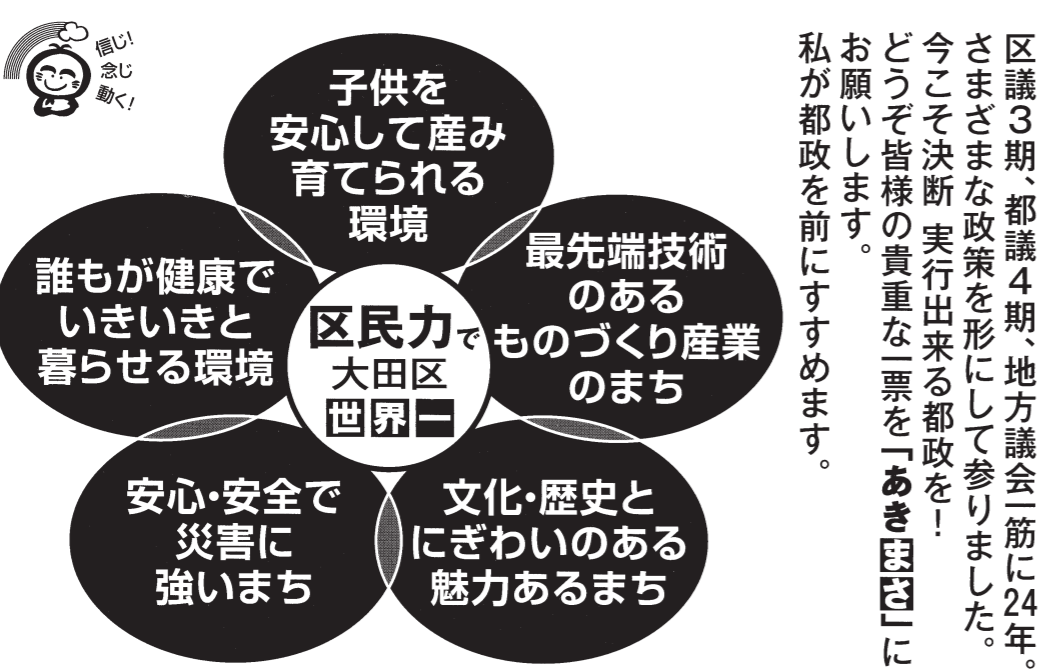 区議3期、都議4期、地方議会一筋に24年。
さまざまな政策を形にして参りました。
今こそ決断 実行出来る都政を！
どうぞ皆様の貴重な一票を「あきまさ」に
お願いします。
私が都政を前にすすめます。
信じ!
念じ
動く!
子供を
安心して産み
育てられる
環境
誰もが健康で
いきいきと
暮らせる環境
最先端技術
のある
ものづくり産業
のまち
区民力で
大田区
世界一
安心・安全で
災害に
強いまち
文化・歴史と
にぎわいのある
魅力あるまち